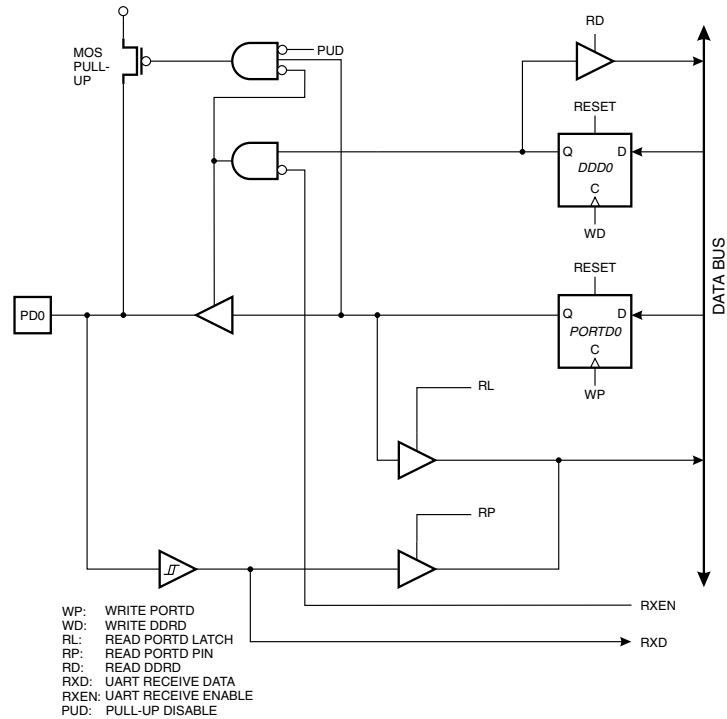 RD
MOS
PULL-
UP
PUD
RESET
Q D
DDD0
C
WD
RESET
PD0
Q D
PORTD0
C
WP
DATA BUS
RL
RP
RXEN
RXD
WP: WRITE PORTD
WD: WRITE DDRD
RL: READ PORTD LATCH
RP: READ PORTD PIN
RD: READ DDRD
RXD: UART RECEIVE DATA
RXEN: UART RECEIVE ENABLE
PUD: PULL-UP DISABLE